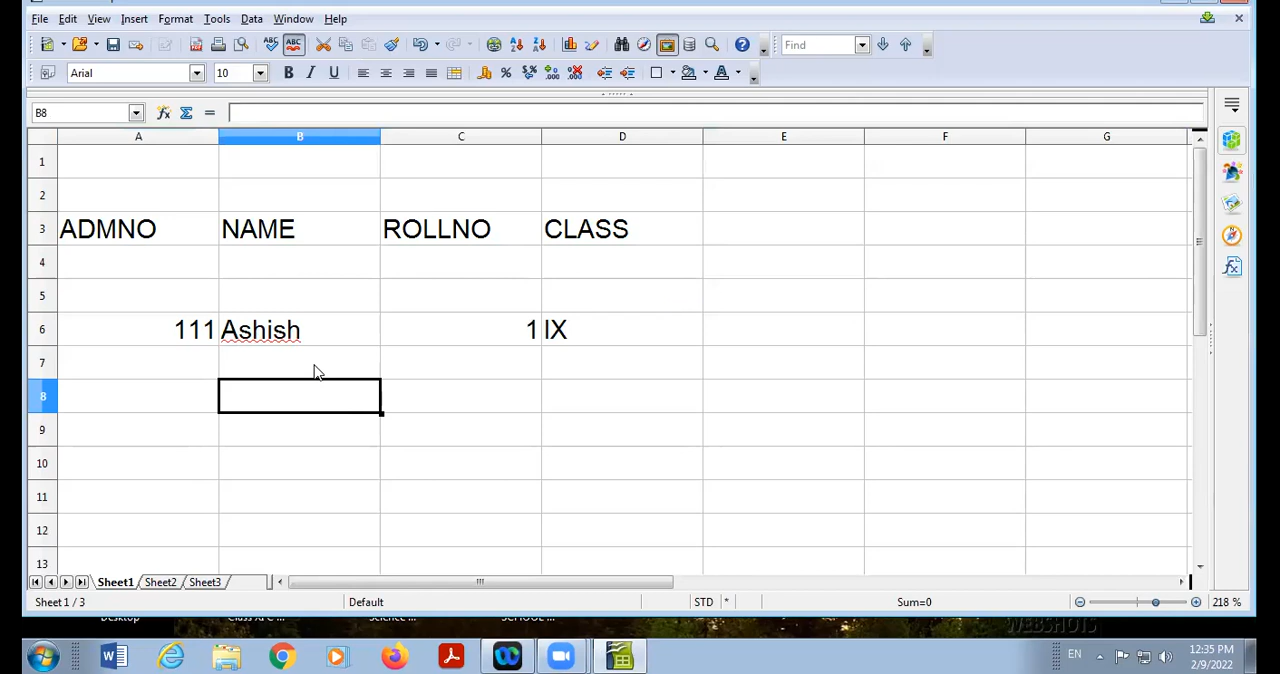 File Edit View Insert Format Tools Data Window Help
Find
Arial 10
B8
A B C D E F G
1
2
3 ADMNO NAME ROLLNO CLASS
4
5
6 111 Ashish 1 IX
7
8
9
10
11
12
13
Sheet1 Sheet2 Sheet3
Sheet 1 / 3 Default STD * Sum=0 218 %
Desktop
WEBSHOTS
EN 12:35 PM
2/9/2022